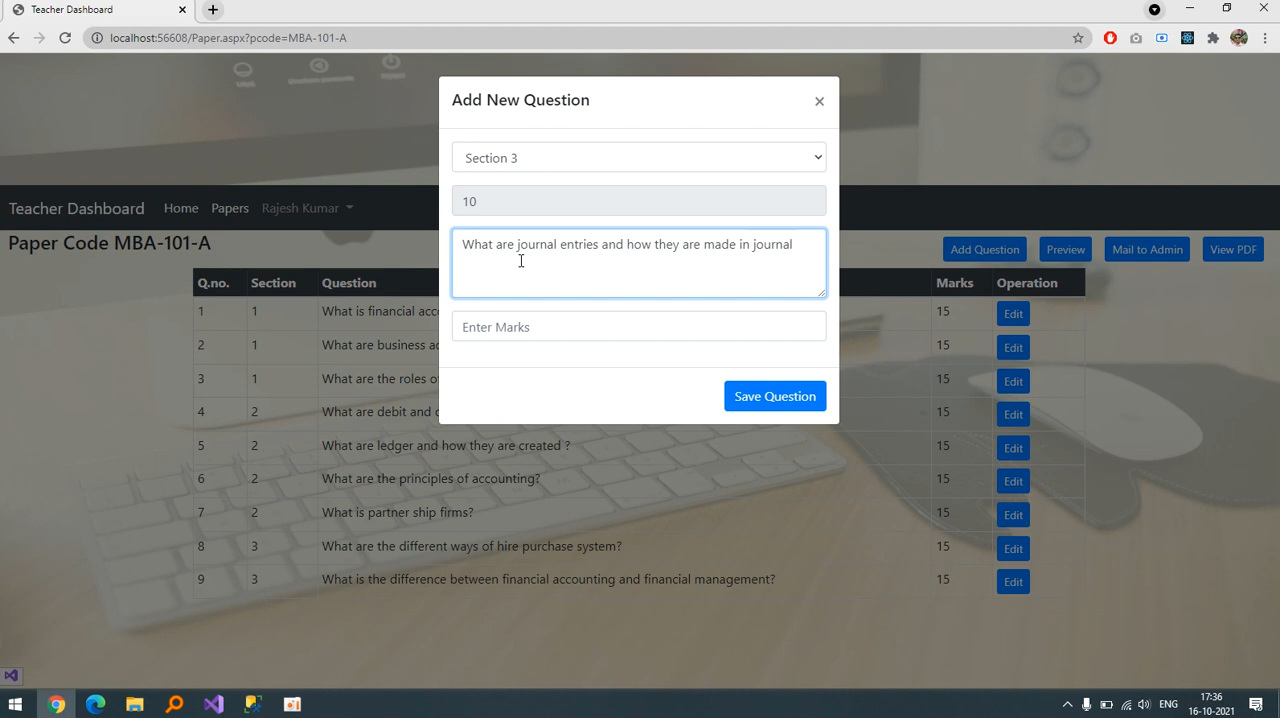 Teacher Dashboard
localhost:56608/Paper.aspx?pcode=MBA-101-A
Add New Question
×
Section 3
10
What are journal entries and how they are made in journal
Enter Marks
Save Question
Teacher Dashboard Home Papers Rajesh Kumar
Paper Code MBA-101-A
Add Question Preview Mail to Admin View PDF
Q.no. Section Question Marks Operation
1 1 What is financial 15 Edit
2 1 What are business 15 Edit
3 1 What are the roles 15 Edit
4 2 What are debit and 15 Edit
5 2 What are ledger and how they are created ? 15 Edit
6 2 What are the principles of accounting? 15 Edit
7 2 What is partner ship firms? 15 Edit
8 3 What are the different ways of hire purchase system? 15 Edit
9 3 What is the difference between financial accounting and financial management? 15 Edit
ENG
17:36
16-10-2021